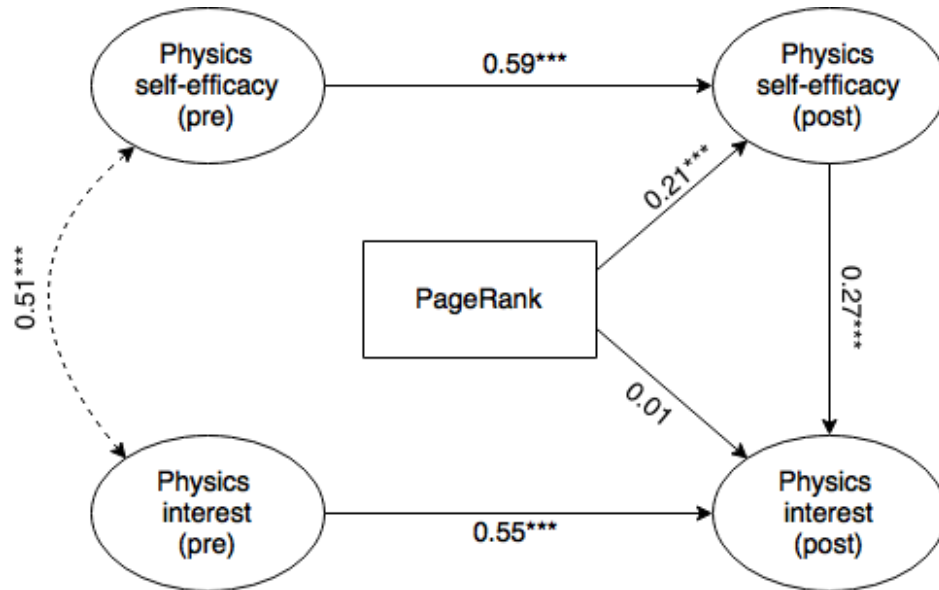 Physics
self-efficacy
(pre)
0.59***
Physics
self-efficacy
(post)
0.21***
0.51***
PageRank
0.27***
0.01
Physics
interest
(pre)
0.55***
Physics
interest
(post)